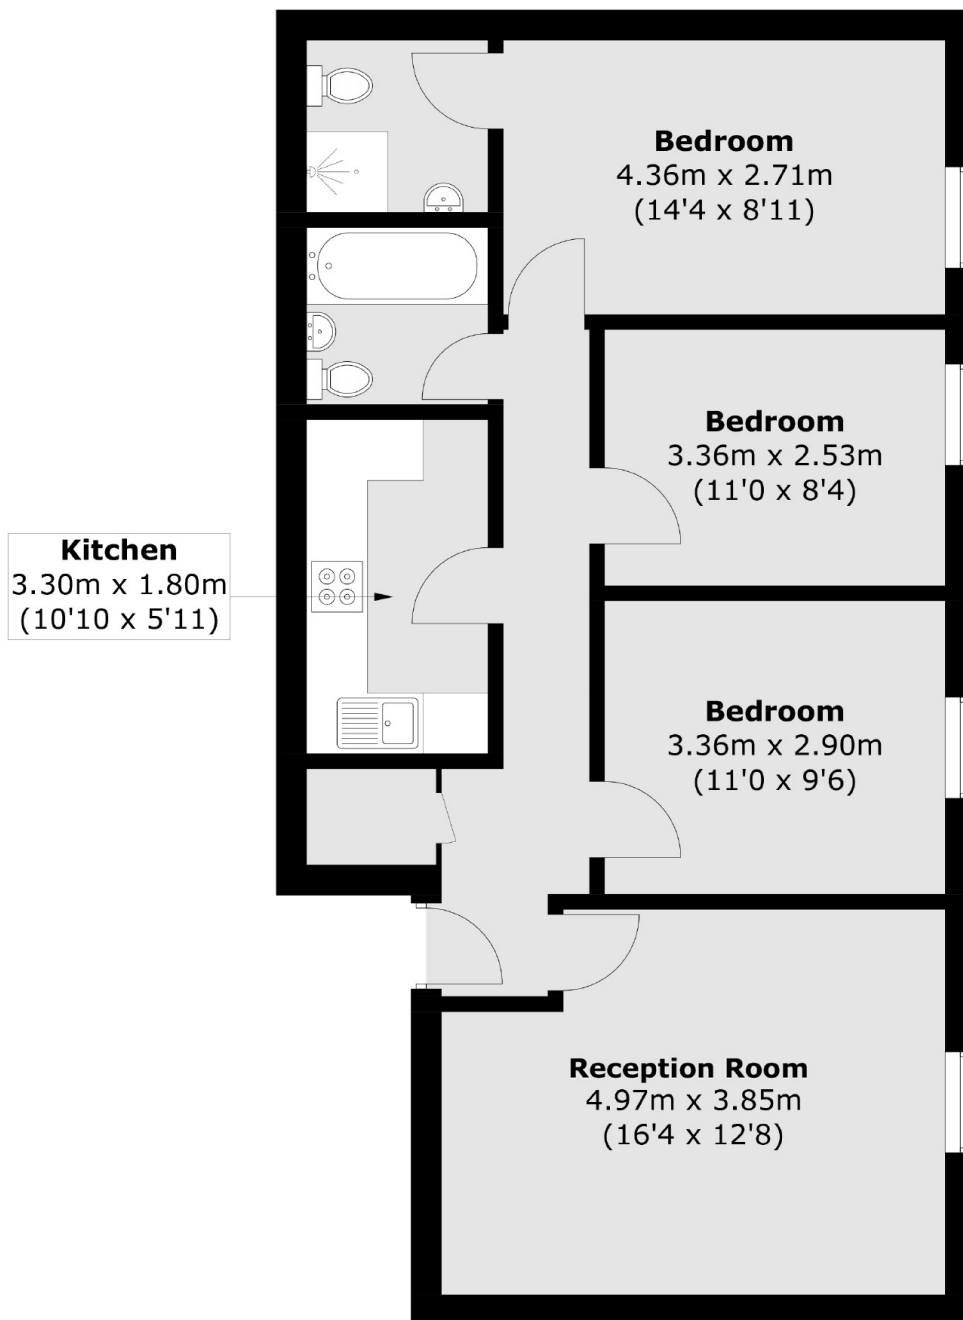 Bedroom
4.36m x 2.71m
(14'4 x 8'11)
Bedroom
3.36m x 2.53m
(11'0 x 8'4)
Kitchen
3.30m x 1.80m
(10'10 x 5'11)
Bedroom
3.36m x 2.90m
(11'0 x 9'6)
Reception Room
4.97m x 3.85m
(16'4 x 12'8)